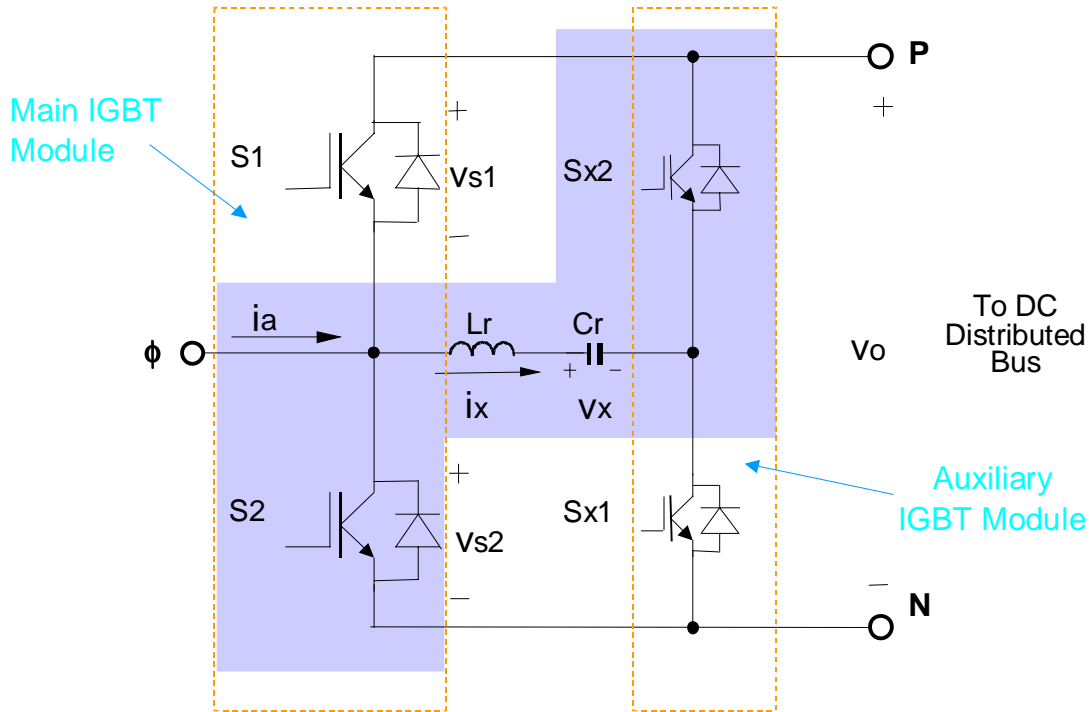 P
+
Main IGBT
Module
S1
+
vs1
−
Sx2
ia
ϕ
Lr
Cr
+
−
ix
vx
vo
To DC
Distributed
Bus
S2
+
vs2
−
Sx1
Auxiliary
IGBT Module
−
N